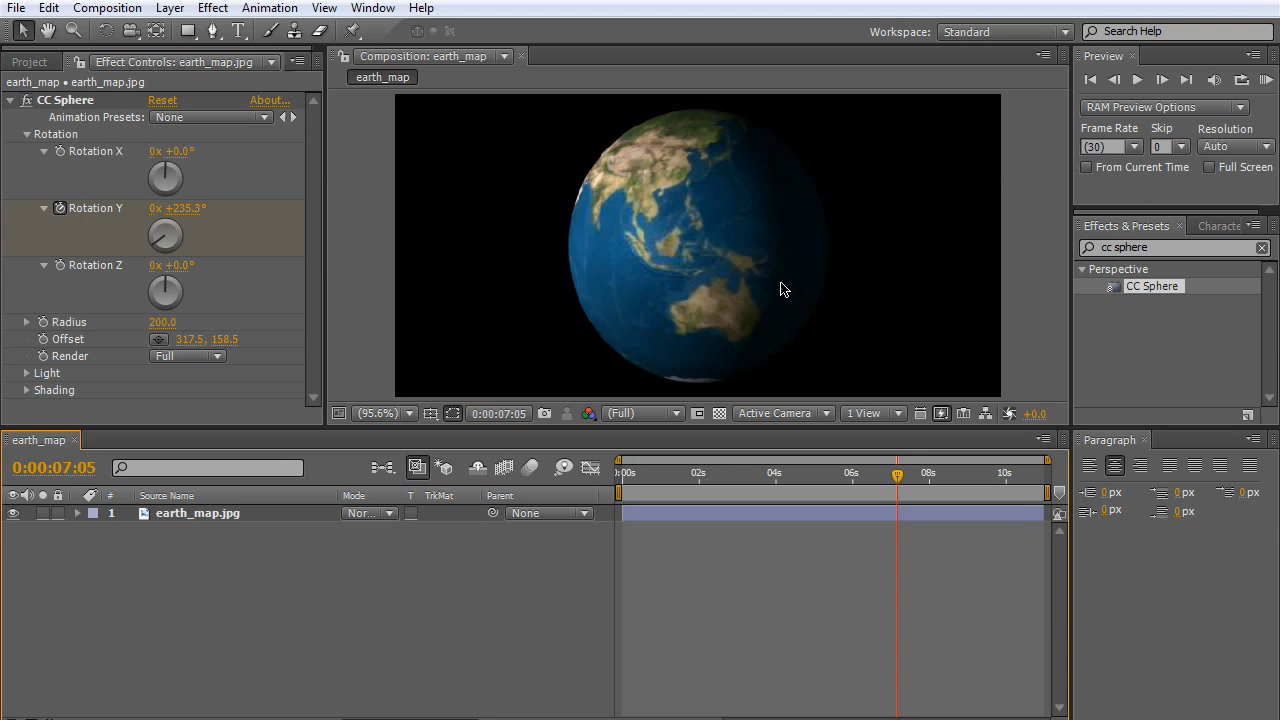 File Edit Composition Layer Effect Animation View Window Help
Workspace: Standard Search Help
Project Effect Controls: earth_map.jpg
earth_map • earth_map.jpg
fx CC Sphere Reset About...
Animation Presets: None
Rotation
Rotation X 0x +0.0°
Rotation Y 0x +235.3°
Rotation Z 0x +0.0°
Radius 200.0
Offset 317.5, 158.5
Render Full
Light
Shading
Composition: earth_map
earth_map
(95.6%) 0:00:07:05 (Full) Active Camera 1 View +0.0
Preview
RAM Preview Options
Frame Rate Skip Resolution
(30) 0 Auto
From Current Time Full Screen
Effects & Presets Characte
cc sphere
Perspective
CC Sphere
earth_map
0:00:07:05
# Source Name Mode T TrkMat Parent
1 earth_map.jpg Nor... None
:00s 02s 04s 06s 08s 10s
Paragraph
0 px 0 px 0 px
0 px 0 px